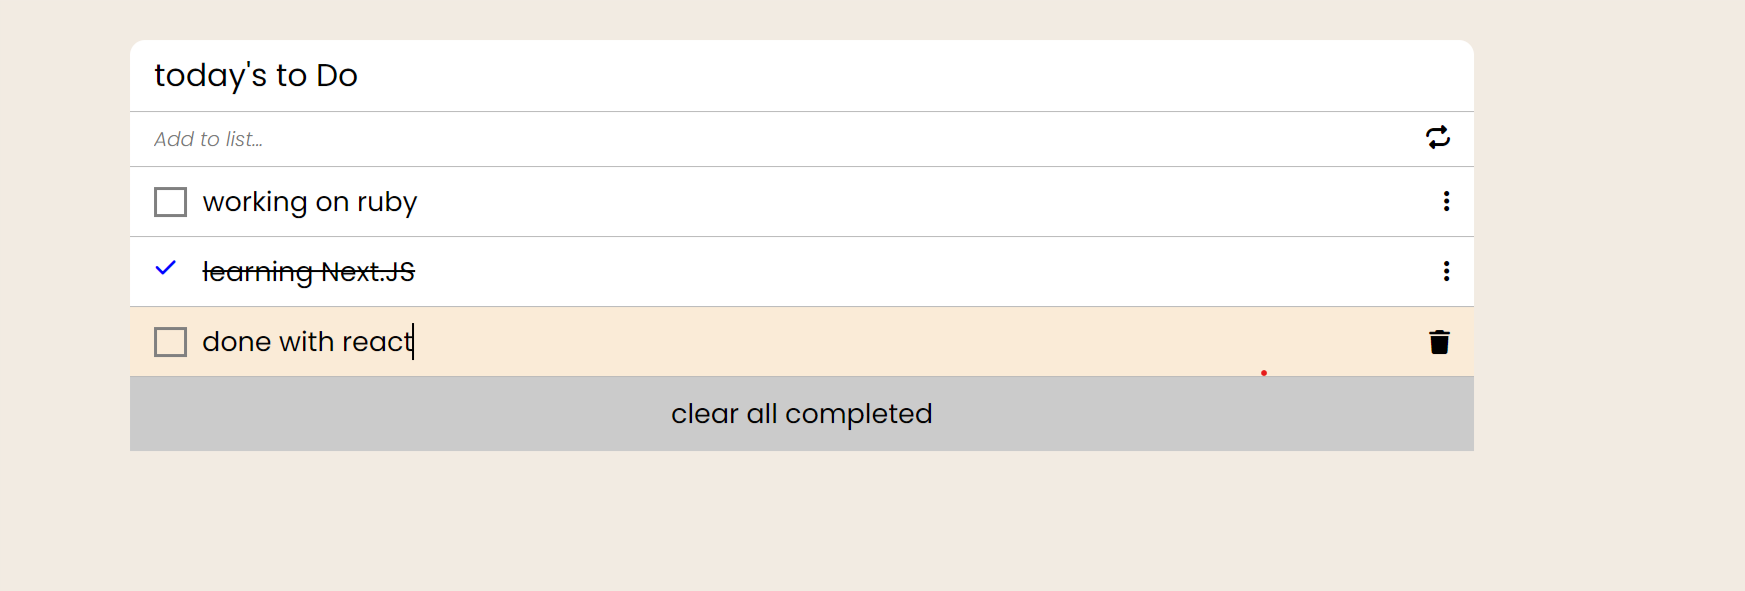 today's to Do
Add to list...
working on ruby
learning Next.JS
done with react
clear all completed